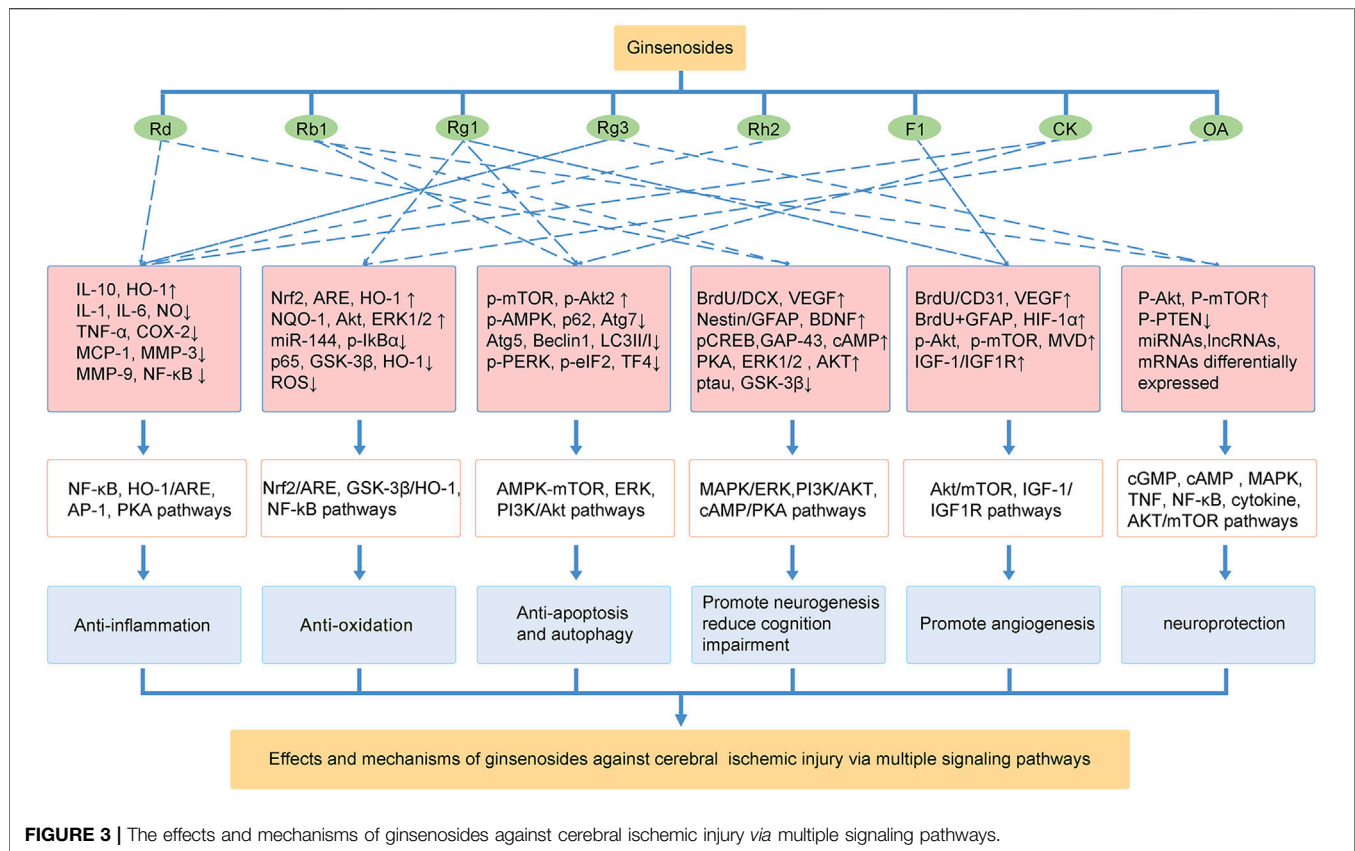 Ginsenosides
Rd
Rb1
Rg1
Rg3
Rh2
F1
CK
OA
IL-10, HO-1↑
IL-1, IL-6, NO↓
TNF-α, COX-2↓
MCP-1, MMP-3↓
MMP-9, NF-κB ↓
Nrf2, ARE, HO-1 ↑
NQO-1, Akt, ERK1/2 ↑
miR-144, p-IkBα↓
p65, GSK-3β, HO-1↓
ROS↓
p-mTOR, p-Akt2 ↑
p-AMPK, p62, Atg7↓
Atg5, Beclin1, LC3II/I↓
p-PERK, p-eIF2, TF4↓
BrdU/DCX, VEGF↑
Nestin/GFAP, BDNF↑
pCREB,GAP-43, cAMP↑
PKA, ERK1/2 , AKT↑
ptau, GSK-3β↓
BrdU/CD31, VEGF↑
BrdU+GFAP, HIF-1α↑
p-Akt, p-mTOR, MVD↑
IGF-1/IGF1R↑
P-Akt, P-mTOR↑
P-PTEN↓
miRNAs,lncRNAs,
mRNAs differentially
expressed
NF-κB, HO-1/ARE,
AP-1, PKA pathways
Nrf2/ARE, GSK-3β/HO-1,
NF-kB pathways
AMPK-mTOR, ERK,
PI3K/Akt pathways
MAPK/ERK,PI3K/AKT,
cAMP/PKA pathways
Akt/mTOR, IGF-1/
IGF1R pathways
cGMP, cAMP , MAPK,
TNF, NF-κB, cytokine,
AKT/mTOR pathways
Anti-inflammation
Anti-oxidation
Anti-apoptosis
and autophagy
Promote neurogenesis
reduce cognition
impairment
Promote angiogenesis
neuroprotection
Effects and mechanisms of ginsenosides against cerebral ischemic injury via multiple signaling pathways
FIGURE 3 | The effects and mechanisms of ginsenosides against cerebral ischemic injury via multiple signaling pathways.